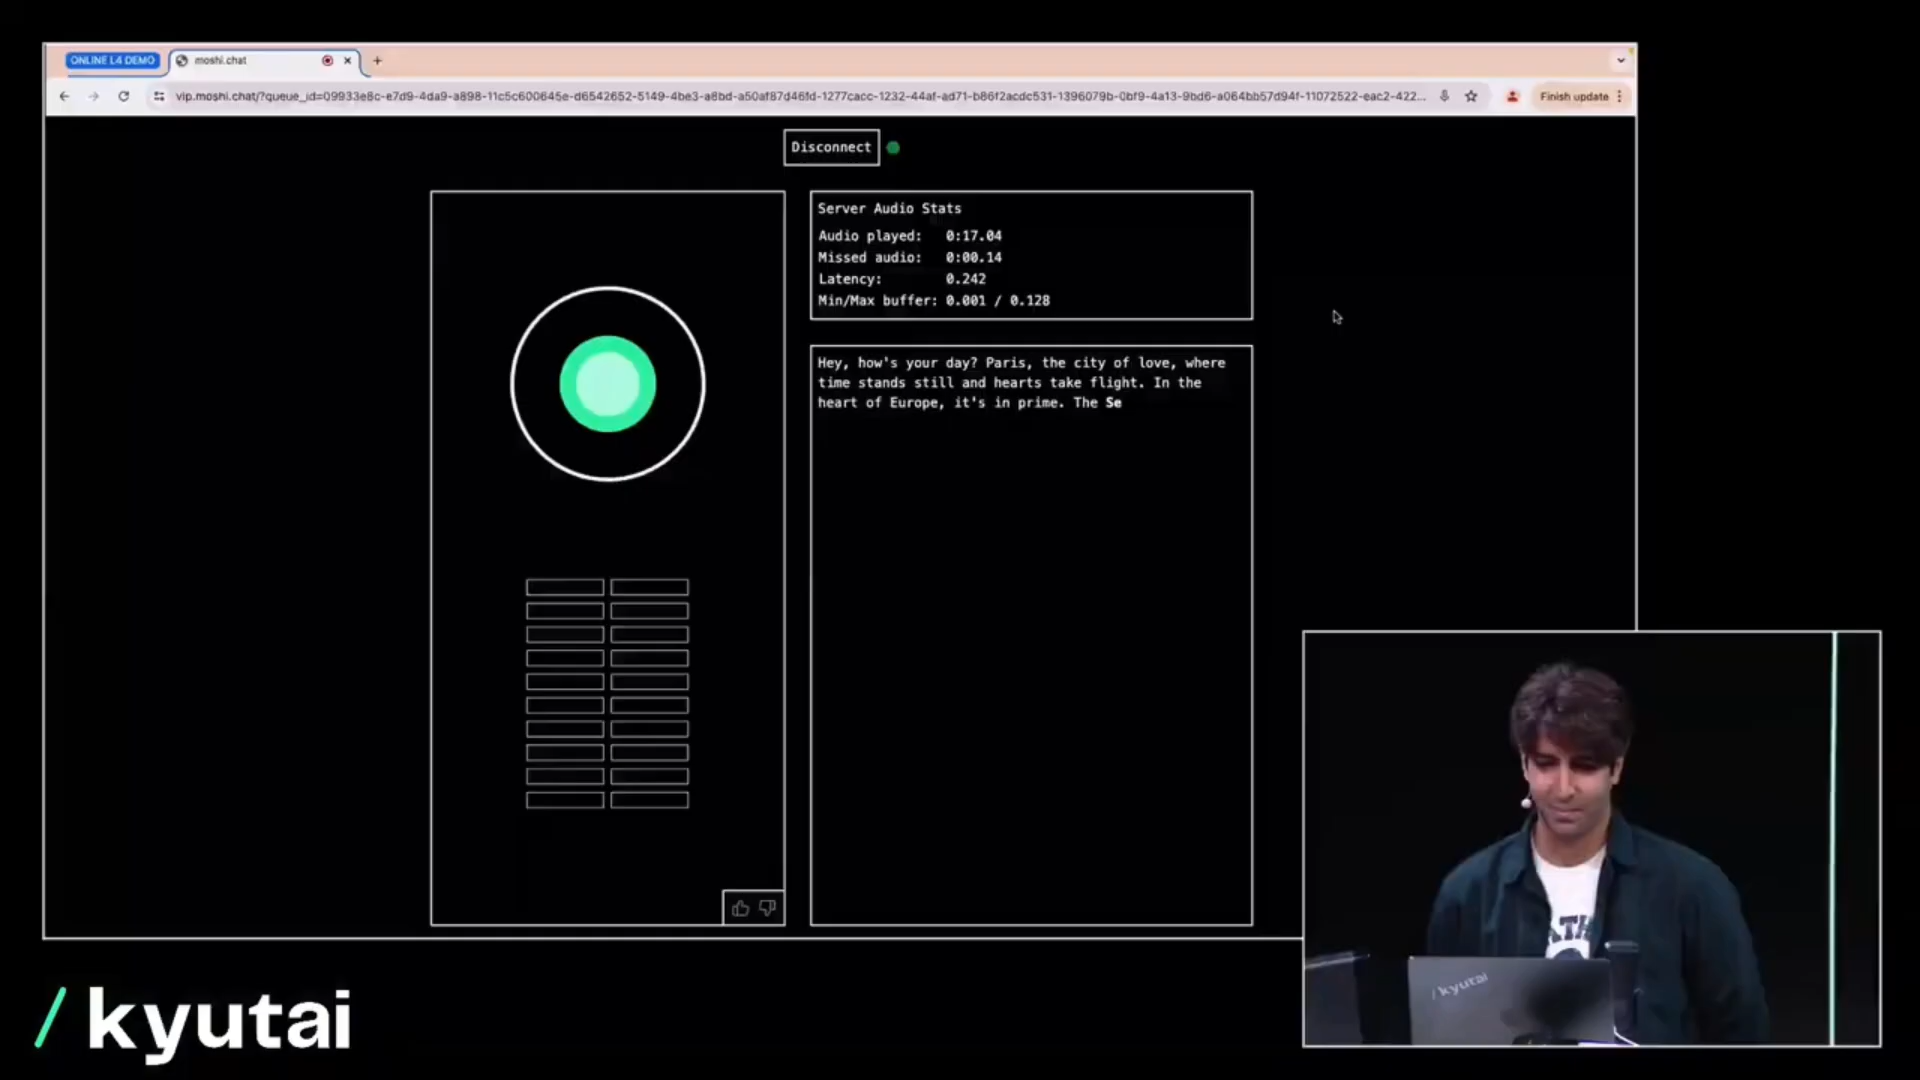 ONLINE L4 DEMO
moshi.chat
vip.moshi.chat/?queue_id=09933e8c-e7d9-4da9-a898-11c5c600645e-d6542652-5149-4be3-a8bd-a50af87d46fd-1277cacc-1232-44af-ad71-b86f2acdc531-1396079b-0bf9-4a13-9bd6-a064bb57d94f-11072522-eac2-422...
Finish update
Disconnect
Server Audio Stats
Audio played: 0:17.04
Missed audio: 0:00.14
Latency: 0.242
Min/Max buffer: 0.001 / 0.128
Hey, how's your day? Paris, the city of love, where
time stands still and hearts take flight. In the
heart of Europe, it's in prime. The Se
/ kyutai
/ kyutai